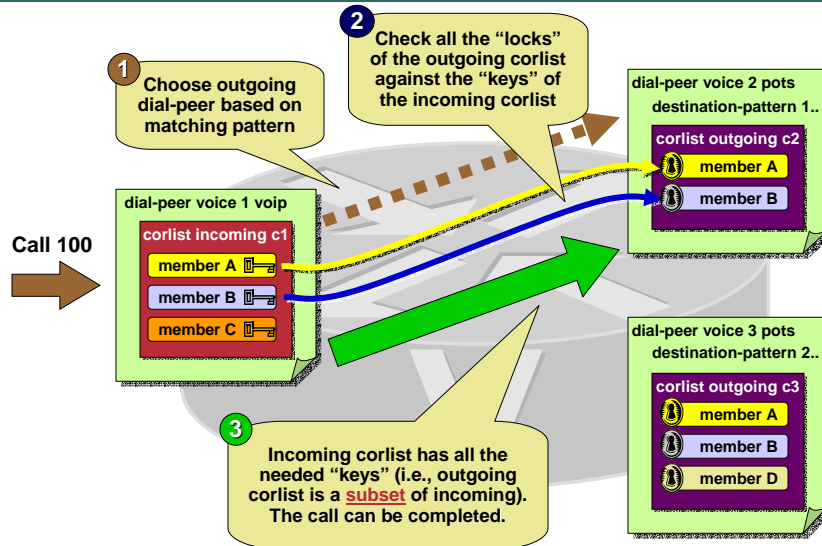 1
Choose outgoing
dial-peer based on
matching pattern
2
Check all the “locks”
of the outgoing corlist
against the “keys” of
the incoming corlist
dial-peer voice 2 pots
destination-pattern 1..
corlist outgoing c2
member A
member B
Call 100
dial-peer voice 1 voip
corlist incoming c1
member A
member B
member C
dial-peer voice 3 pots
destination-pattern 2..
corlist outgoing c3
member A
member B
member D
3
Incoming corlist has all the
needed “keys” (i.e., outgoing
corlist is a subset of incoming).
The call can be completed.